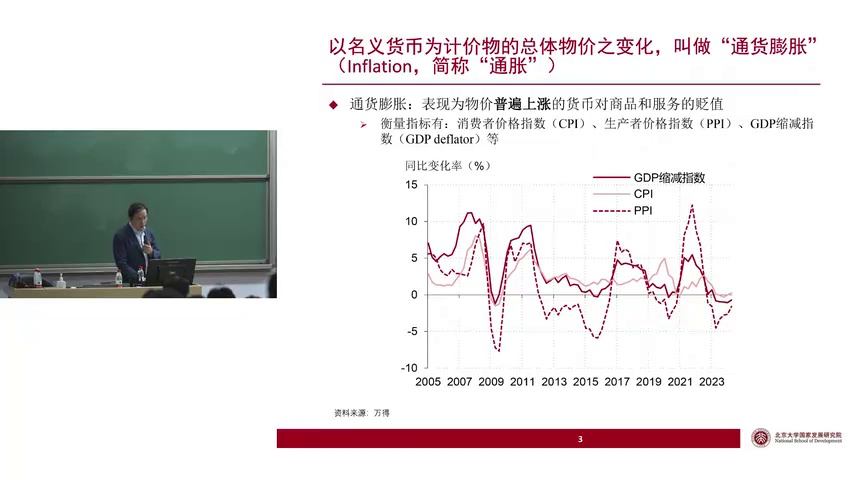 以名义货币为计价物的总体物价之变化，叫做“通货膨胀”
（Inflation，简称“通胀”）
通货膨胀：表现为物价普遍上涨的货币对商品和服务的贬值
衡量指标有：消费者价格指数（CPI）、生产者价格指数（PPI）、GDP缩减指
数（GDP deflator）等
同比变化率（%）
GDP缩减指数
CPI
PPI
15
10
5
0
-5
-10
2005 2007 2009 2011 2013 2015 2017 2019 2021 2023
资料来源：万得
3
北京大学国家发展研究院
National School of Development